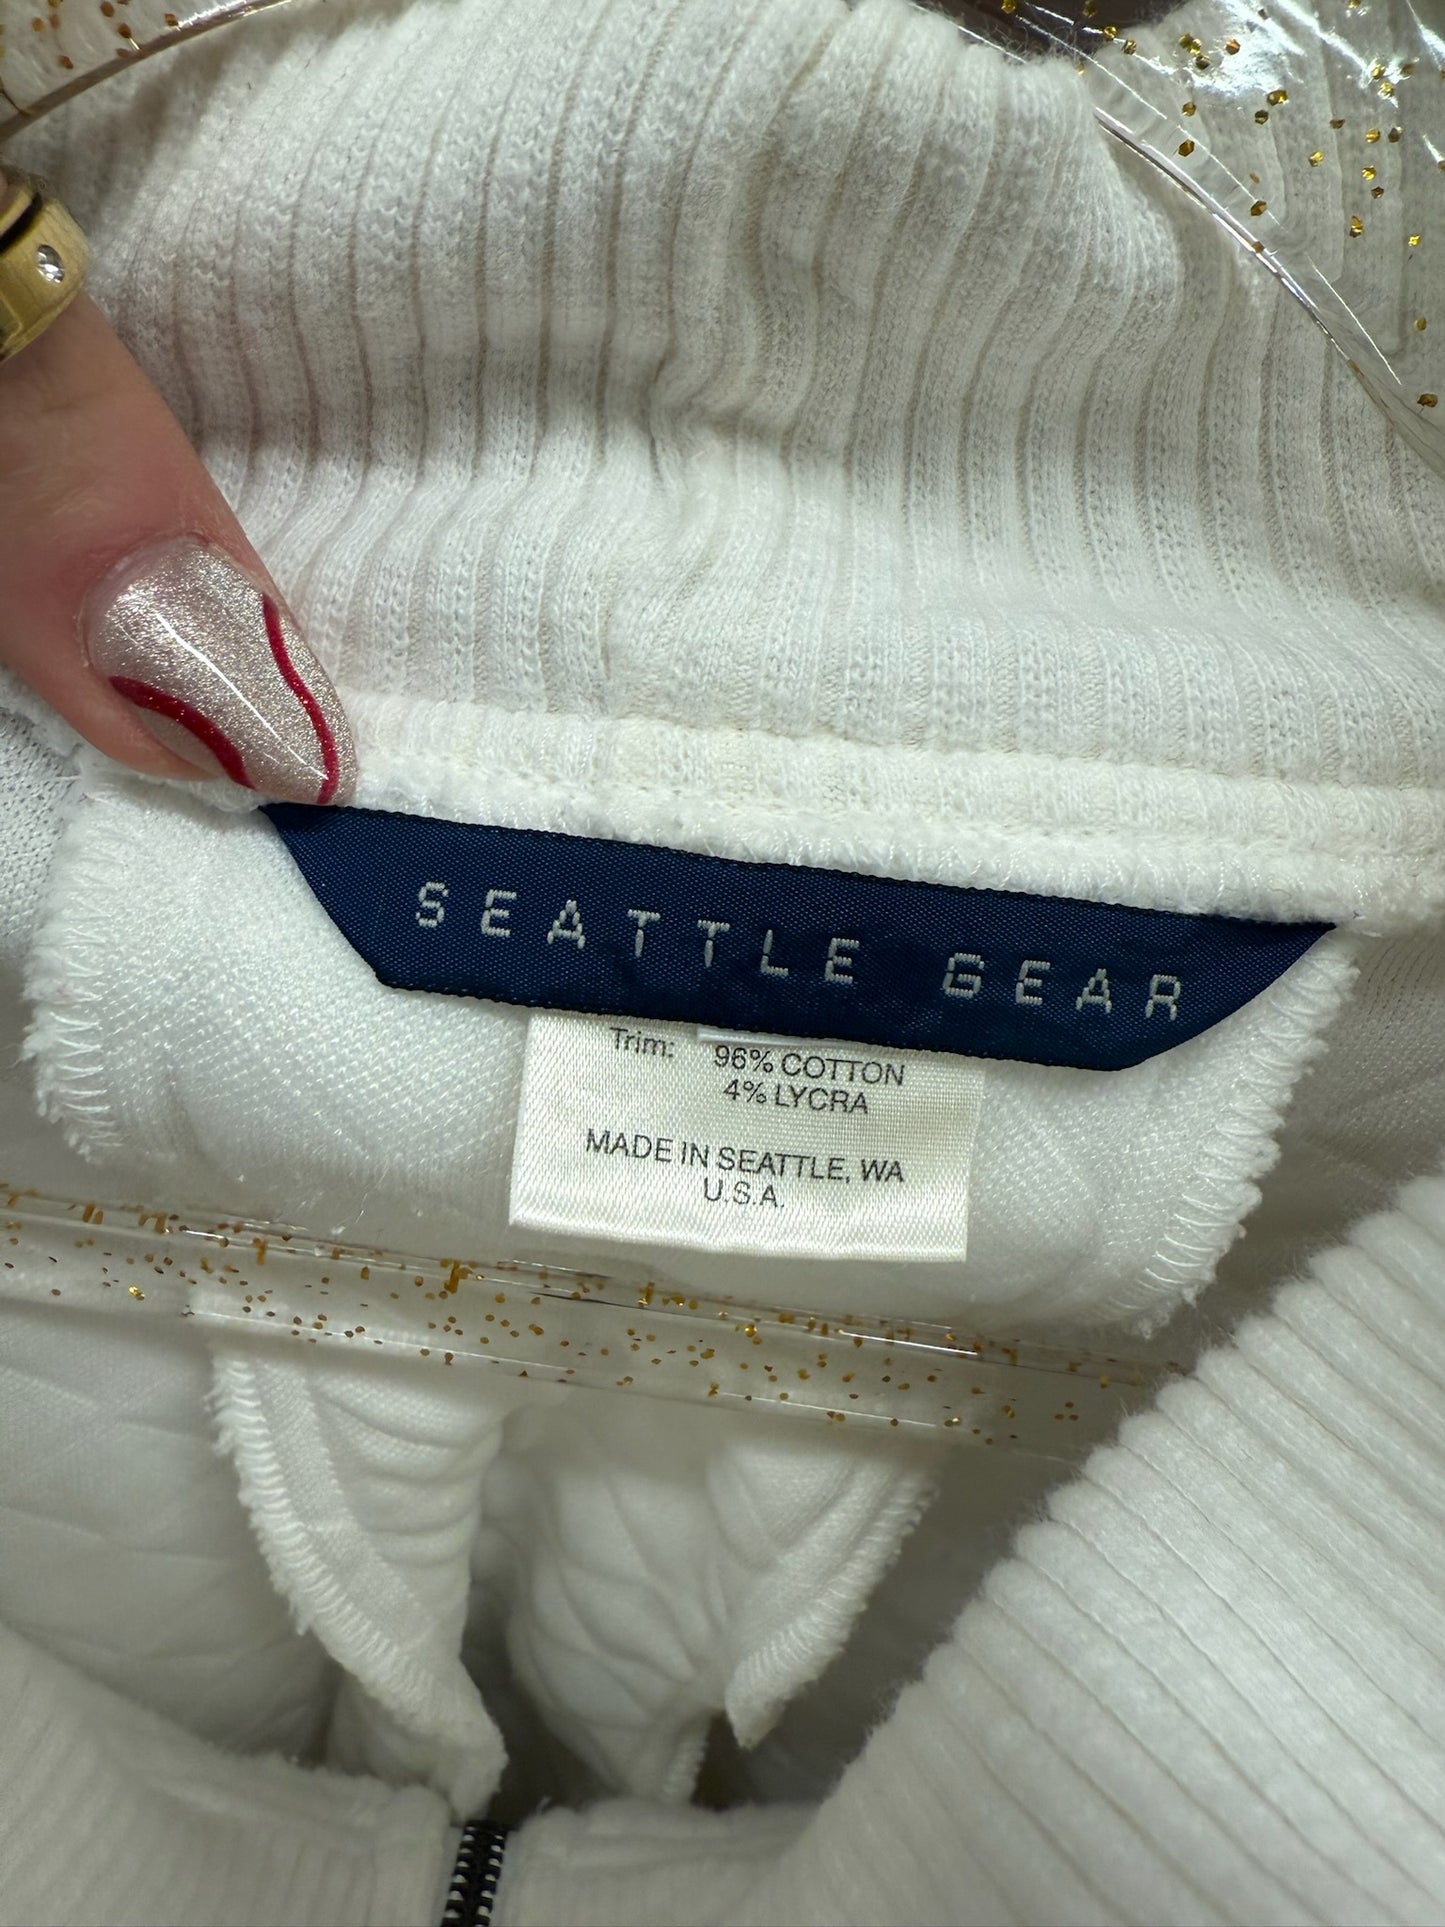 SEATTLE GEAR
Trim: 96% COTTON
4% LYCRA
MADE IN SEATTLE, WA
U.S.A.